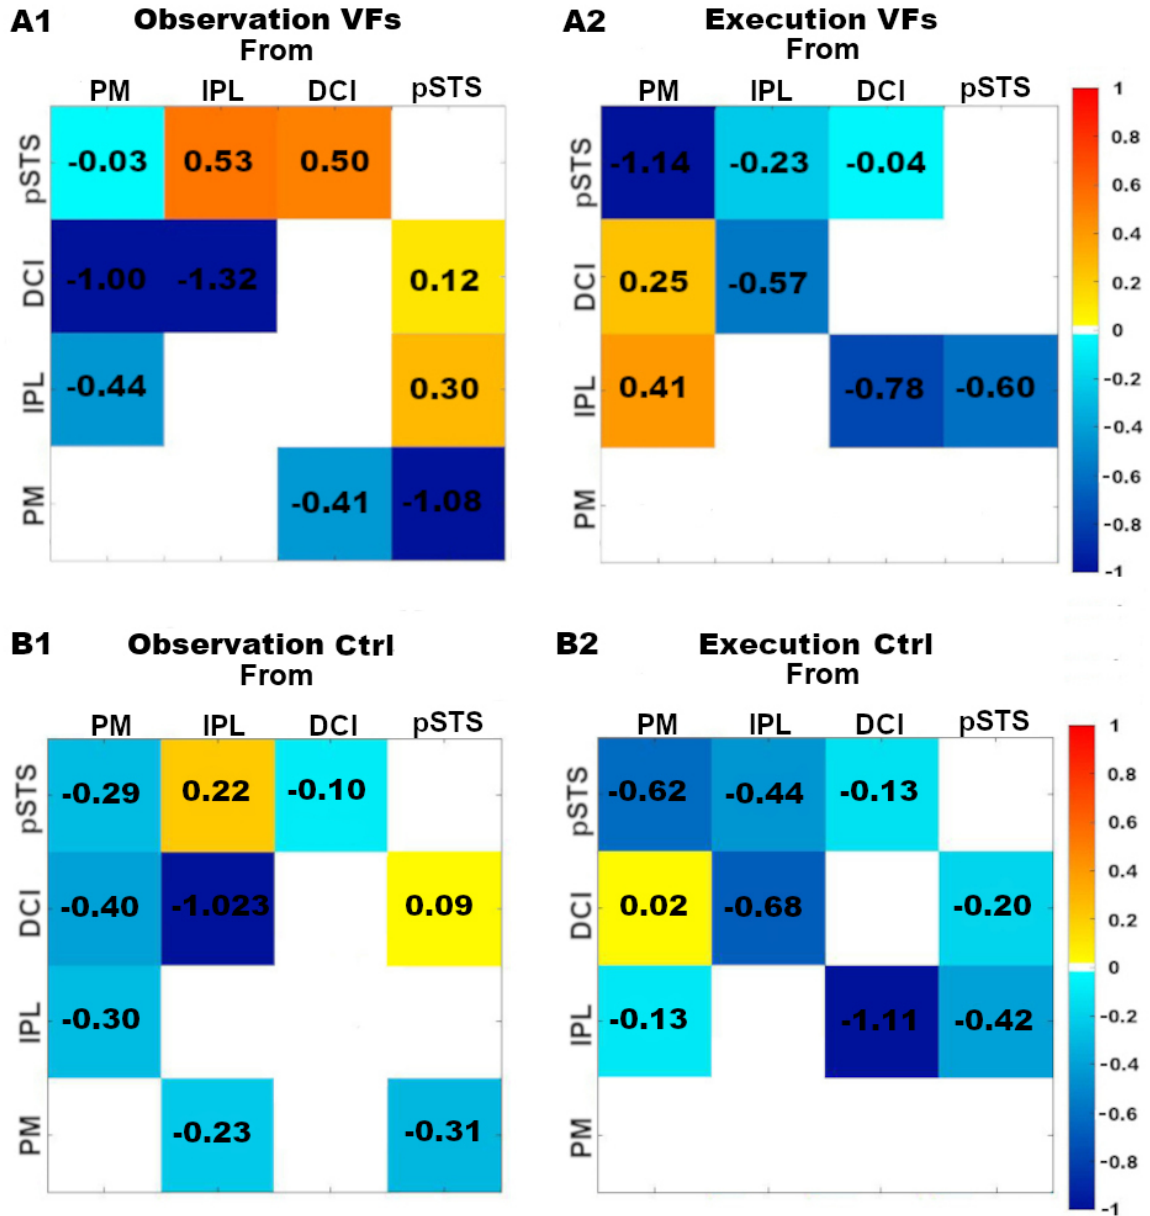 A1 Observation VFs
From
PM IPL DCI pSTS
pSTS -0.03 0.53 0.50
DCI -1.00 -1.32 0.12
IPL -0.44 0.30
PM -0.41 -1.08
A2 Execution VFs
From
PM IPL DCI pSTS
pSTS -1.14 -0.23 -0.04
DCI 0.25 -0.57
IPL 0.41 -0.78 -0.60
PM
1
0.8
0.6
0.4
0.2
0
-0.2
-0.4
-0.6
-0.8
-1
B1 Observation Ctrl
From
PM IPL DCI pSTS
pSTS -0.29 0.22 -0.10
DCI -0.40 -1.023 0.09
IPL -0.30
PM -0.23 -0.31
B2 Execution Ctrl
From
PM IPL DCI pSTS
pSTS -0.62 -0.44 -0.13
DCI 0.02 -0.68 -0.20
IPL -0.13 -1.11 -0.42
PM
1
0.8
0.6
0.4
0.2
0
-0.2
-0.4
-0.6
-0.8
-1